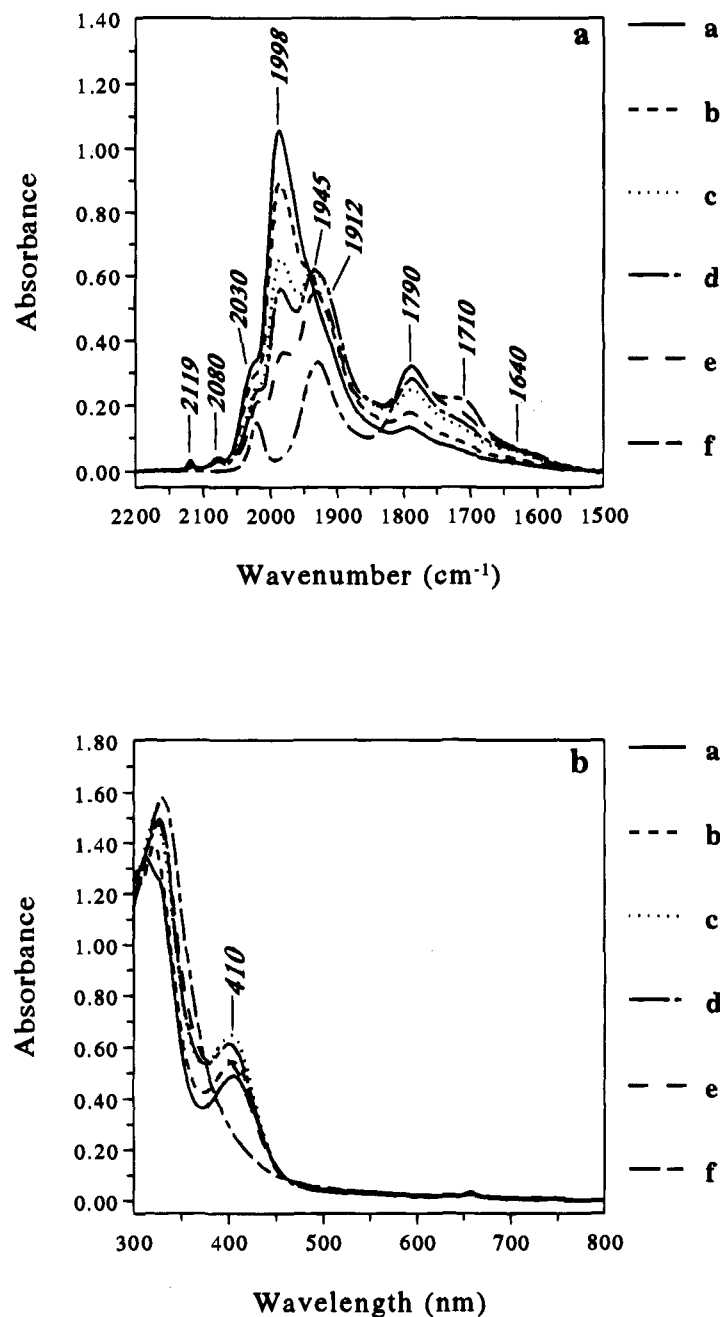 1.40
1.20
1.00
0.80
0.60
0.40
0.20
0.00
Absorbance
a
1998
1945
1912
2030
2080
2119
1790
1710
1640
2200 2100 2000 1900 1800 1700 1600 1500
Wavenumber (cm⁻¹)
a
b
c
d
e
f
1.80
1.60
1.40
1.20
1.00
0.80
0.60
0.40
0.20
0.00
Absorbance
b
410
300 400 500 600 700 800
Wavelength (nm)
a
b
c
d
e
f